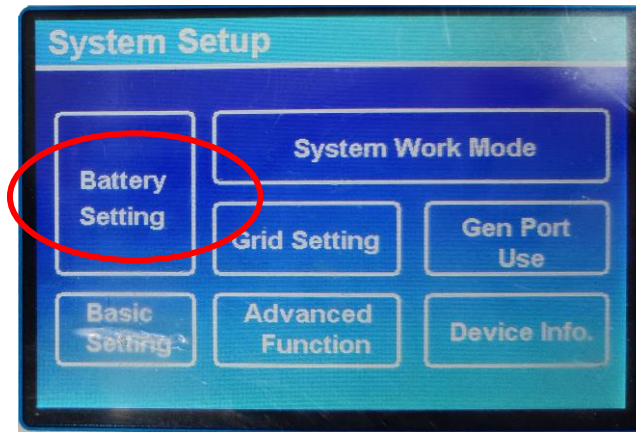 System Setup
System Work Mode
Battery
Setting
Grid Setting
Gen Port
Use
Basic
Setting
Advanced
Function
Device Info.